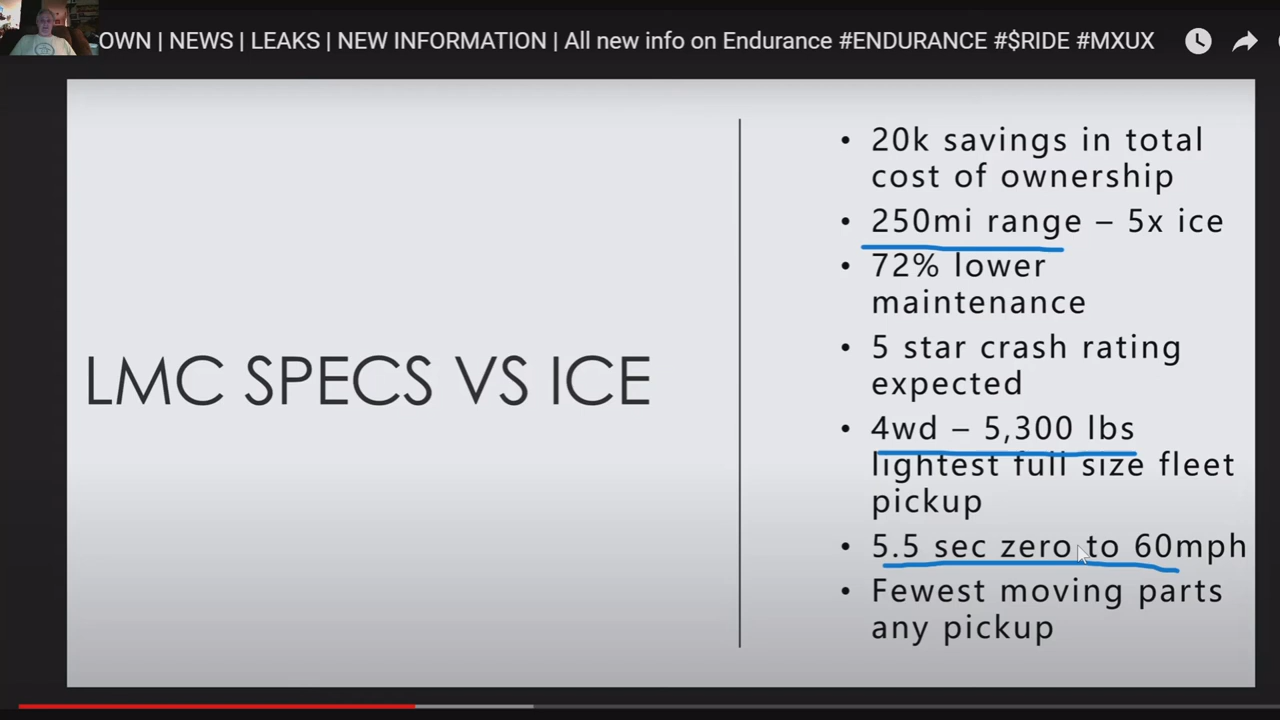 OWN | NEWS | LEAKS | NEW INFORMATION | All new info on Endurance #ENDURANCE #$RIDE #MXUX
LMC SPECS VS ICE
• 20k savings in total
cost of ownership
• 250mi range – 5x ice
• 72% lower
maintenance
• 5 star crash rating
expected
• 4wd – 5,300 lbs
lightest full size fleet
pickup
• 5.5 sec zero to 60mph
• Fewest moving parts
any pickup